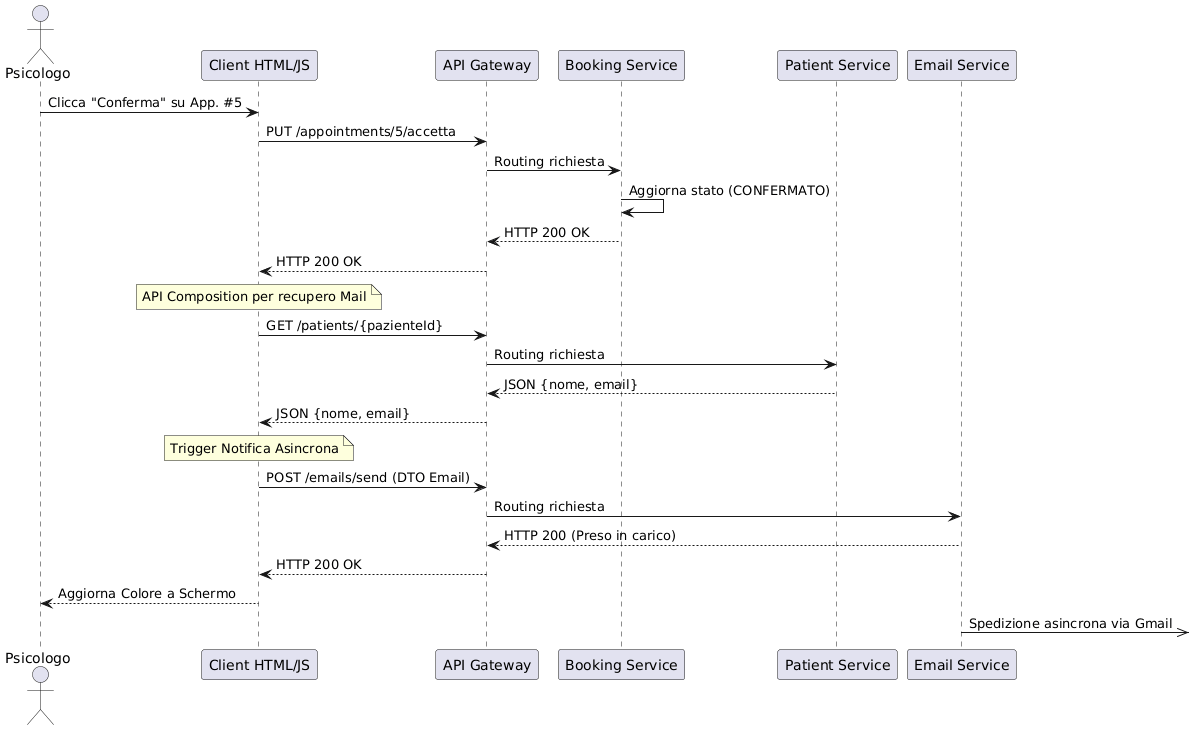 Psicologo
Client HTML/JS
API Gateway
Booking Service
Patient Service
Email Service
Clicca "Conferma" su App. #5
PUT /appointments/5/accetta
Routing richiesta
Aggiorna stato (CONFERMATO)
HTTP 200 OK
HTTP 200 OK
API Composition per recupero Mail
GET /patients/{pazienteId}
Routing richiesta
JSON {nome, email}
JSON {nome, email}
Trigger Notifica Asincrona
POST /emails/send (DTO Email)
Routing richiesta
HTTP 200 (Preso in carico)
HTTP 200 OK
Aggiorna Colore a Schermo
Spedizione asincrona via Gmail
Psicologo
Client HTML/JS
API Gateway
Booking Service
Patient Service
Email Service